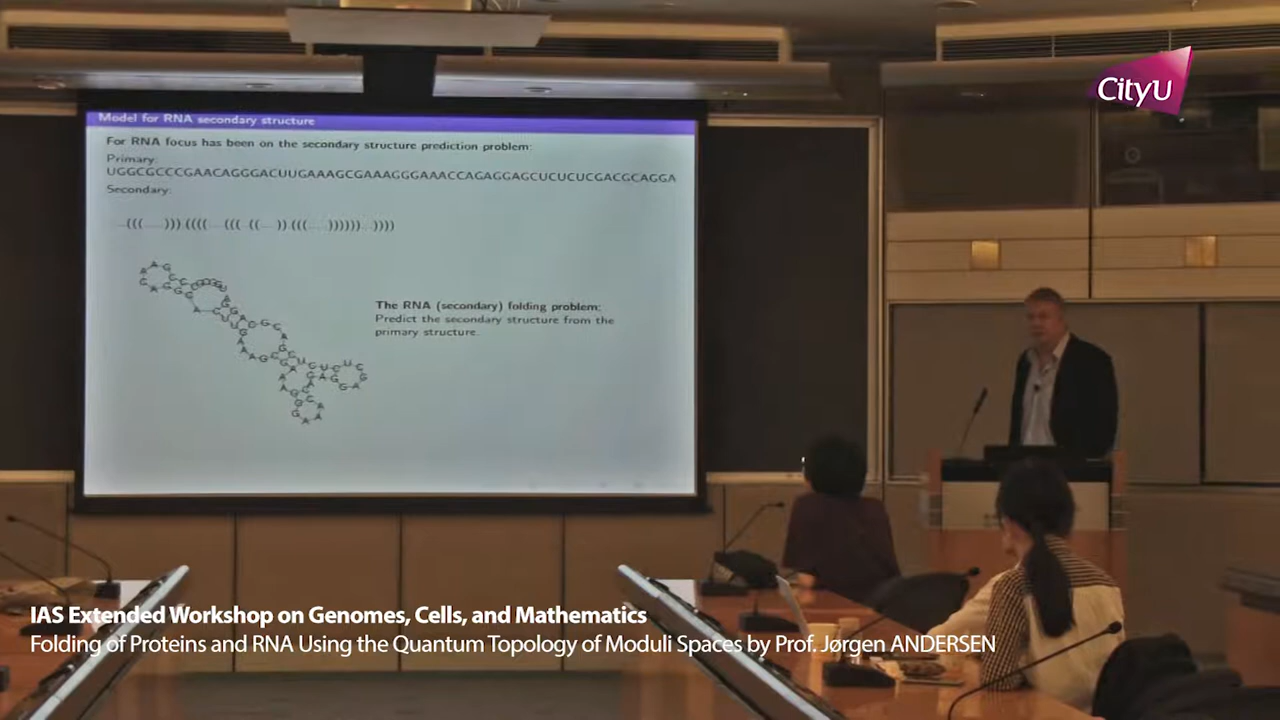 CityU
Model for RNA secondary structure
For RNA focus has been on the secondary structure prediction problem:
Primary:
UGGCGCCCGAACAGGGACUUGAAAGCGAAAGGGAAACCAGAGGAGCUCUCUCGACGCAGGA
Secondary:
The RNA (secondary) folding problem:
Predict the secondary structure from the
primary structure.
IAS Extended Workshop on Genomes, Cells, and Mathematics
Folding of Proteins and RNA Using the Quantum Topology of Moduli Spaces by Prof. Jørgen ANDERSEN